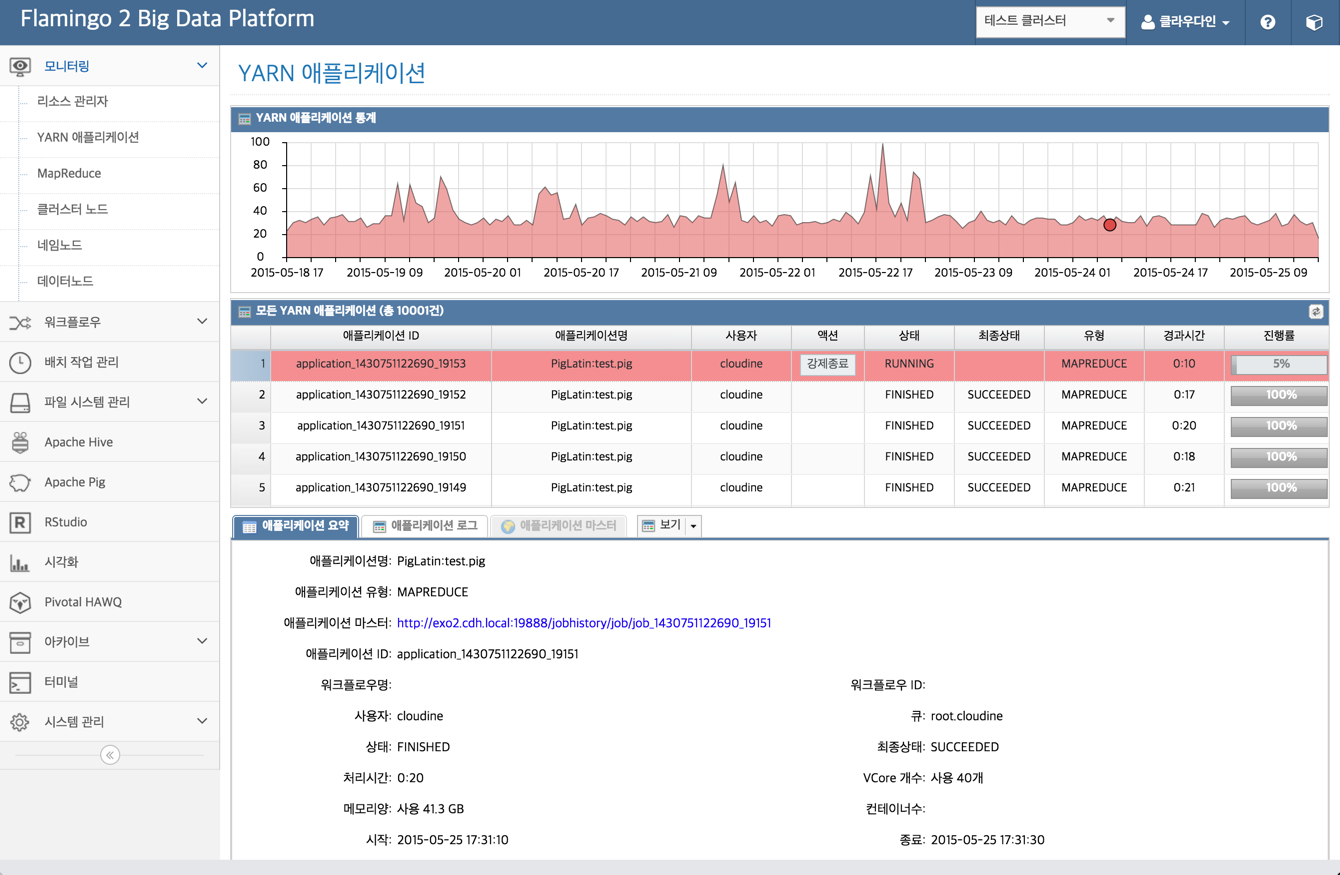 Flamingo 2 Big Data Platform
테스트 클러스터
클라우다인
모니터링
리소스 관리자
YARN 애플리케이션
MapReduce
클러스터 노드
네임노드
데이터노드
워크플로우
배치 작업 관리
파일 시스템 관리
Apache Hive
Apache Pig
RStudio
시각화
Pivotal HAWQ
아카이브
터미널
시스템 관리
YARN 애플리케이션
YARN 애플리케이션 통계
100
80
60
40
20
0
2015-05-18 17 2015-05-19 09 2015-05-20 01 2015-05-20 17 2015-05-21 09 2015-05-22 01 2015-05-22 17 2015-05-23 09 2015-05-24 01 2015-05-24 17 2015-05-25 09
모든 YARN 애플리케이션 (총 10001건)
애플리케이션 ID 애플리케이션명 사용자 액션 상태 최종상태 유형 경과시간 진행률
1 application_1430751122690_19153 PigLatin:test.pig cloudine 강제종료 RUNNING MAPREDUCE 0:10 5%
2 application_1430751122690_19152 PigLatin:test.pig cloudine FINISHED SUCCEEDED MAPREDUCE 0:17 100%
3 application_1430751122690_19151 PigLatin:test.pig cloudine FINISHED SUCCEEDED MAPREDUCE 0:20 100%
4 application_1430751122690_19150 PigLatin:test.pig cloudine FINISHED SUCCEEDED MAPREDUCE 0:18 100%
5 application_1430751122690_19149 PigLatin:test.pig cloudine FINISHED SUCCEEDED MAPREDUCE 0:21 100%
애플리케이션 요약 애플리케이션 로그 애플리케이션 마스터 보기
애플리케이션명: PigLatin:test.pig
애플리케이션 유형: MAPREDUCE
애플리케이션 마스터: http://exo2.cdh.local:19888/jobhistory/job/job_1430751122690_19151
애플리케이션 ID: application_1430751122690_19151
워크플로우명: 워크플로우 ID:
사용자: cloudine 큐: root.cloudine
상태: FINISHED 최종상태: SUCCEEDED
처리시간: 0:20 VCore 개수: 사용 40개
메모리양: 사용 41.3 GB 컨테이너수:
시작: 2015-05-25 17:31:10 종료: 2015-05-25 17:31:30